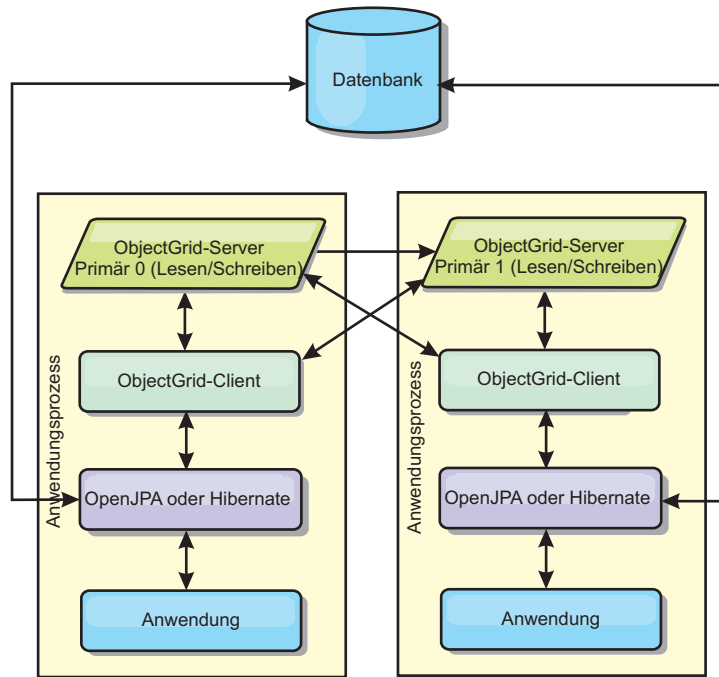 Datenbank
ObjectGrid-Server
Primär 0 (Lesen/Schreiben)
ObjectGrid-Client
OpenJPA oder Hibernate
Anwendung
Anwendungsprozess
ObjectGrid-Server
Primär 1 (Lesen/Schreiben)
ObjectGrid-Client
OpenJPA oder Hibernate
Anwendung
Anwendungsprozess